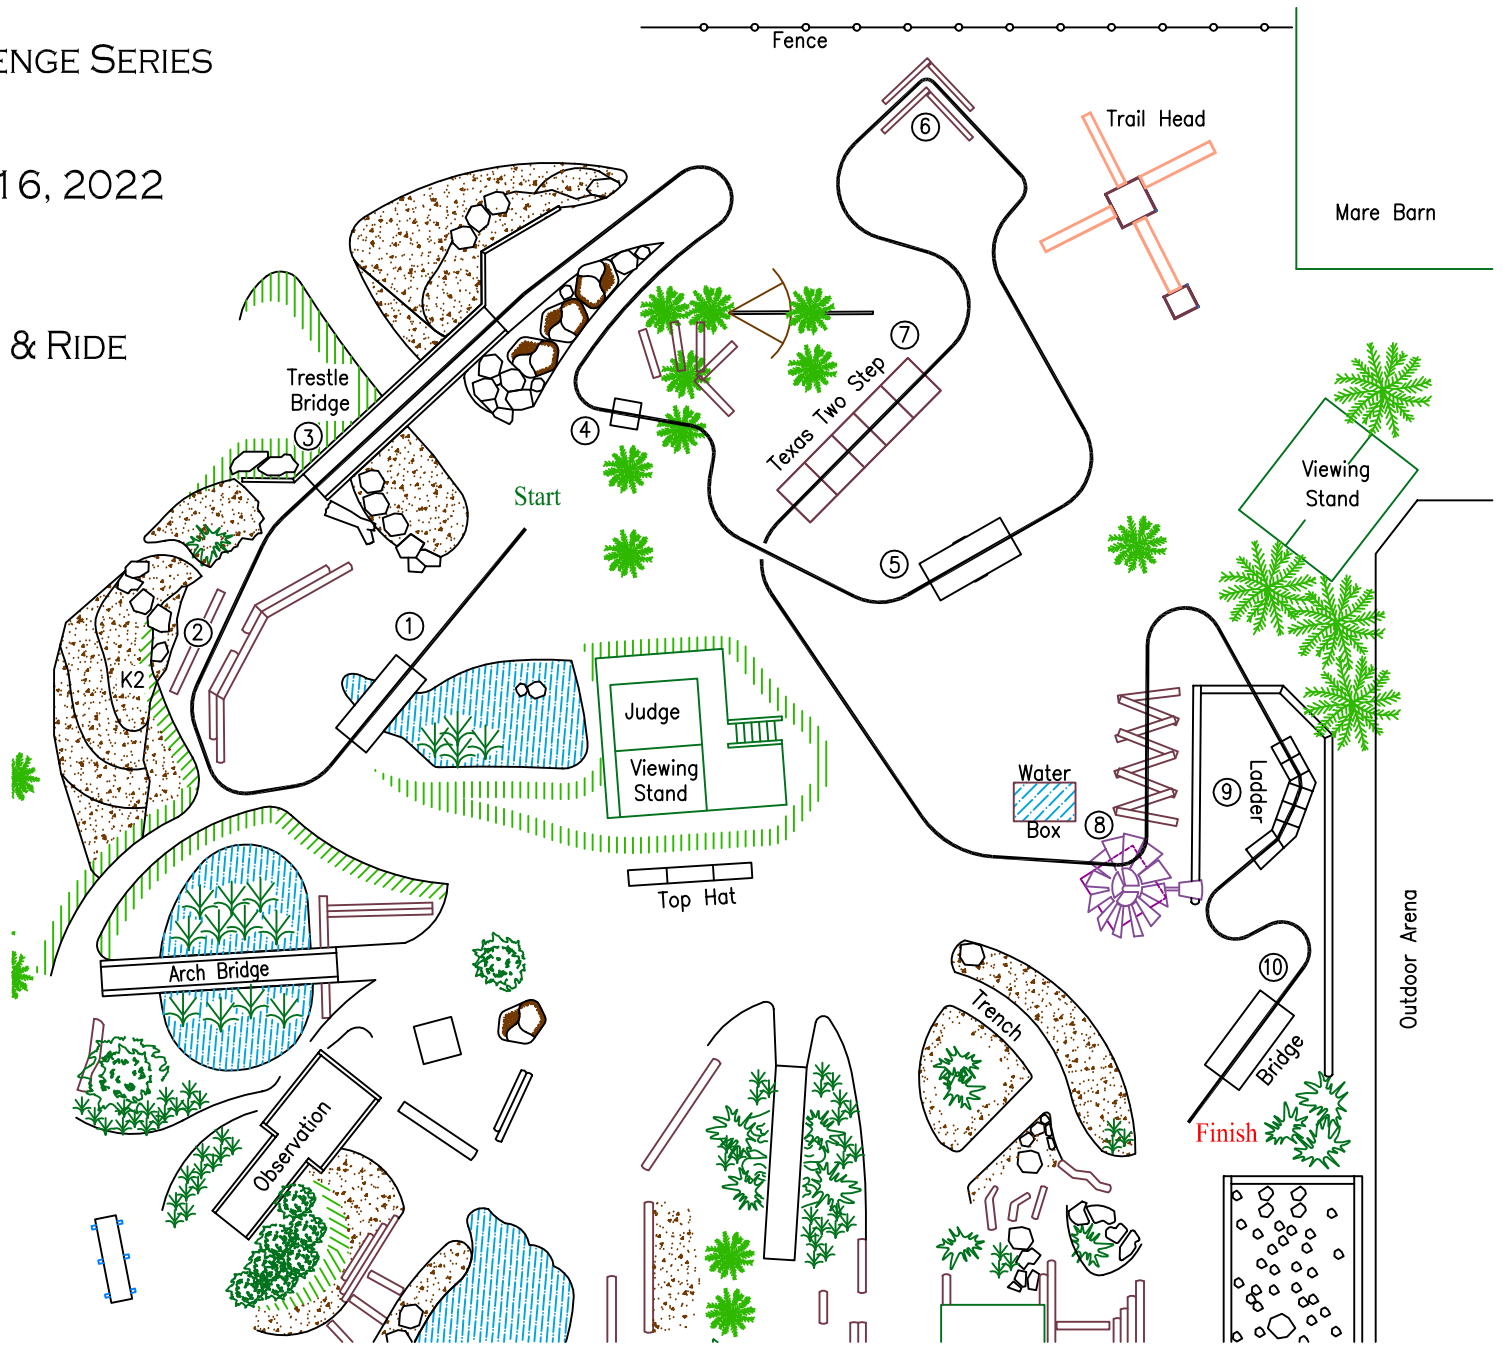 ENGE SERIES
16, 2022
& RIDE
Fence
Trail Head
Mare Barn
6
7
Trestle
Bridge
3
4
Texas Two Step
Viewing
Stand
Start
5
1
2
K2
Judge
Viewing
Stand
Water
Box
8
9
Ladder
Top Hat
Arch Bridge
10
Outdoor Arena
Trench
Bridge
Observation
Finish